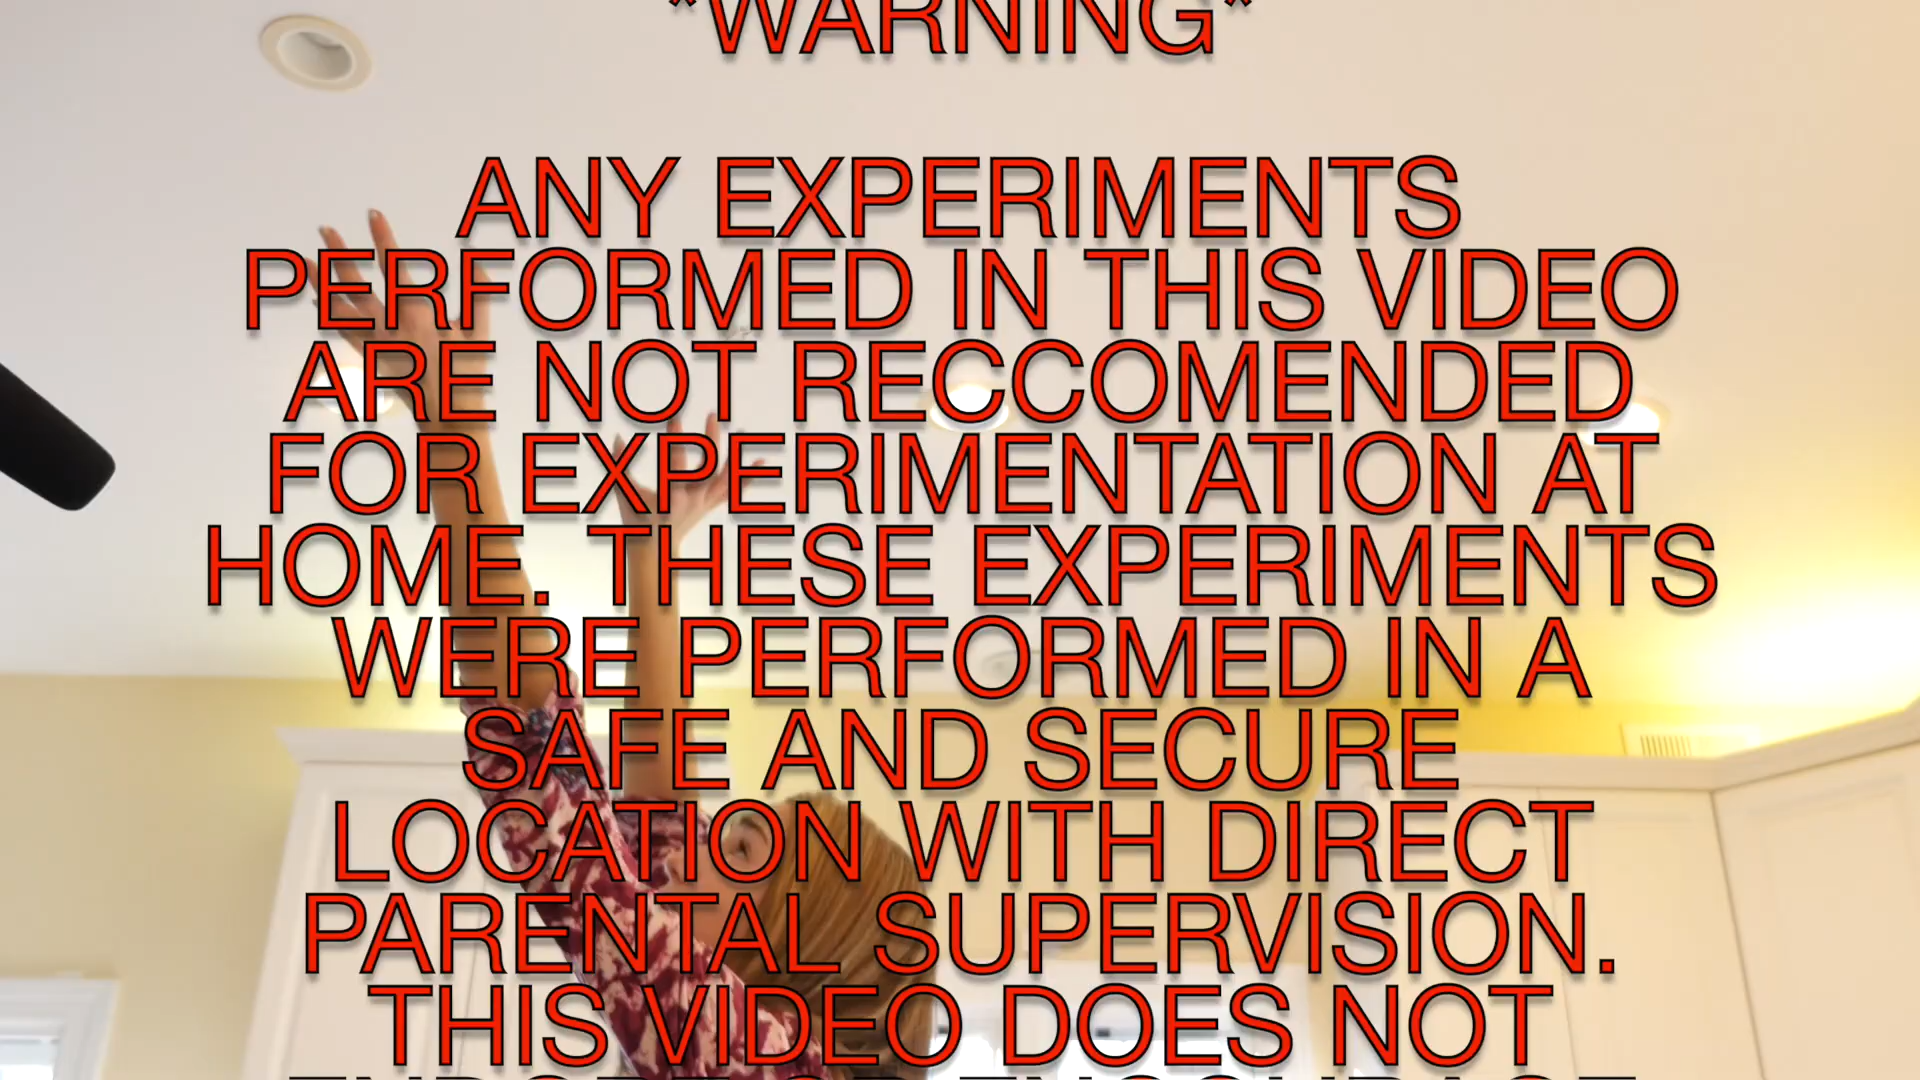 *WARNING*
ANY EXPERIMENTS
PERFORMED IN THIS VIDEO
ARE NOT RECCOMENDED
FOR EXPERIMENTATION AT
HOME. THESE EXPERIMENTS
WERE PERFORMED IN A
SAFE AND SECURE
LOCATION WITH DIRECT
PARENTAL SUPERVISION.
THIS VIDEO DOES NOT